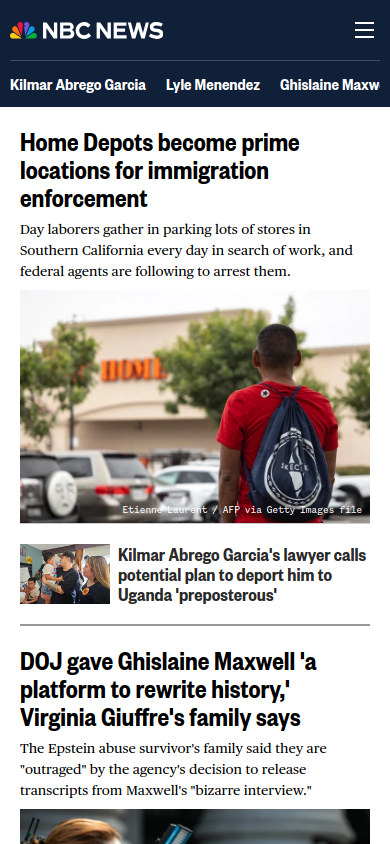 NBC NEWS
Kilmar Abrego Garcia Lyle Menendez Ghislaine Maxw
Home Depots become prime
locations for immigration
enforcement
Day laborers gather in parking lots of stores in
Southern California every day in search of work, and
federal agents are following to arrest them.
HOME
SKECEE
Etienne Laurent / AFP via Getty Images file
Kilmar Abrego Garcia's lawyer calls
potential plan to deport him to
Uganda 'preposterous'
DOJ gave Ghislaine Maxwell 'a
platform to rewrite history,'
Virginia Giuffre's family says
The Epstein abuse survivor's family said they are
"outraged" by the agency's decision to release
transcripts from Maxwell's "bizarre interview."